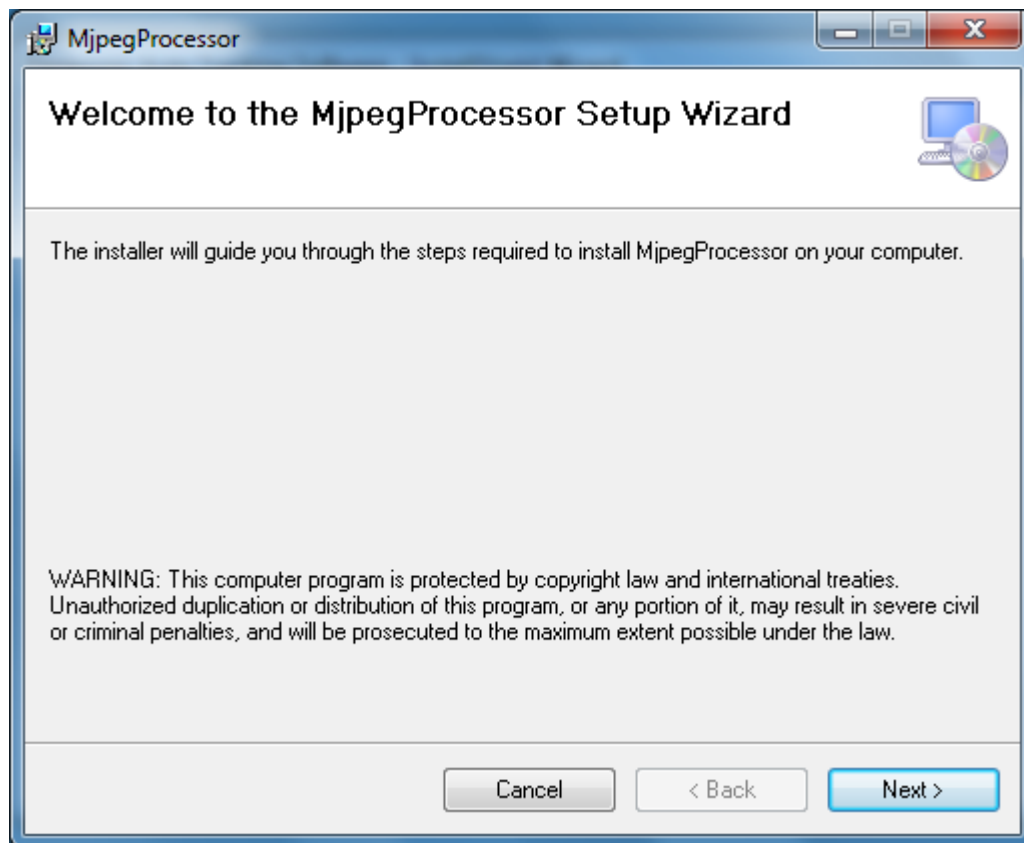 MjpegProcessor
Welcome to the MjpegProcessor Setup Wizard
The installer will guide you through the steps required to install MjpegProcessor on your computer.
WARNING: This computer program is protected by copyright law and international treaties.
Unauthorized duplication or distribution of this program, or any portion of it, may result in severe civil
or criminal penalties, and will be prosecuted to the maximum extent possible under the law.
Cancel
< Back
Next >